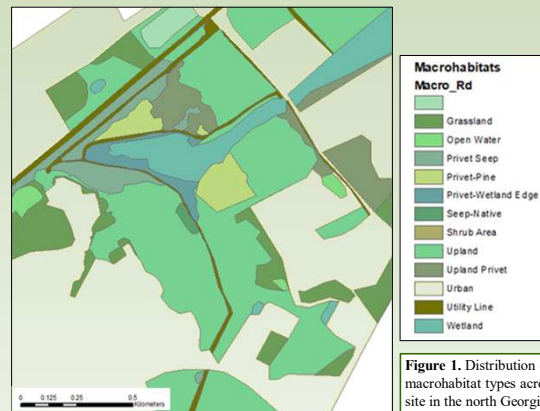 Macrohabitats
Macro_Rd
Grassland
Open Water
Privet Seep
Privet-Pine
Privet-Wetland Edge
Seep-Native
Shrub Area
Upland
Upland Privet
Urban
Utility Line
Wetland
0 0.125 0.25 0.5
Kilometers
Figure 1. Distribution
macrohabitat types acr
site in the north Georgi